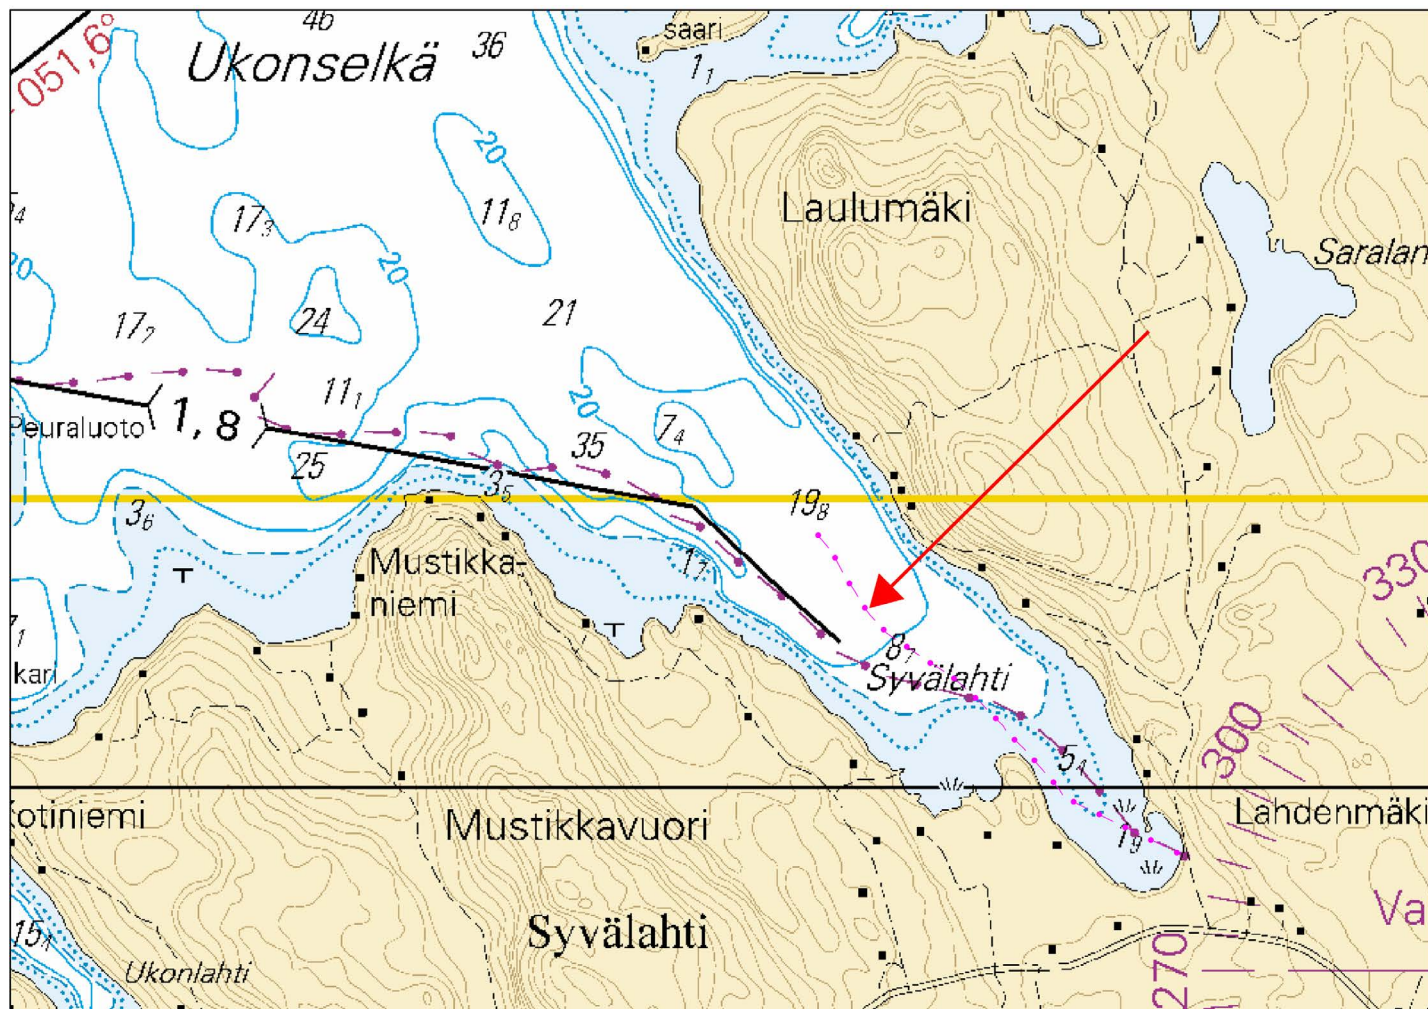 46
36
saari
1₁
051,6°
Ukonselkä
20
17₃
11₈
Laulumäki
20
20
Saralan
24
21
17₂
11₁
20
7₄
Peuraluoto
1,8
25
35
3₅
3₆
19₈
Mustikka-
niemi
1₇
330
8₇
Syvälahti
kari
300
5₄
Kotiniemi
Mustikkavuori
Lahdenmäki
1₉
Syvälahti
Va
15₁
Ukonlahti
270